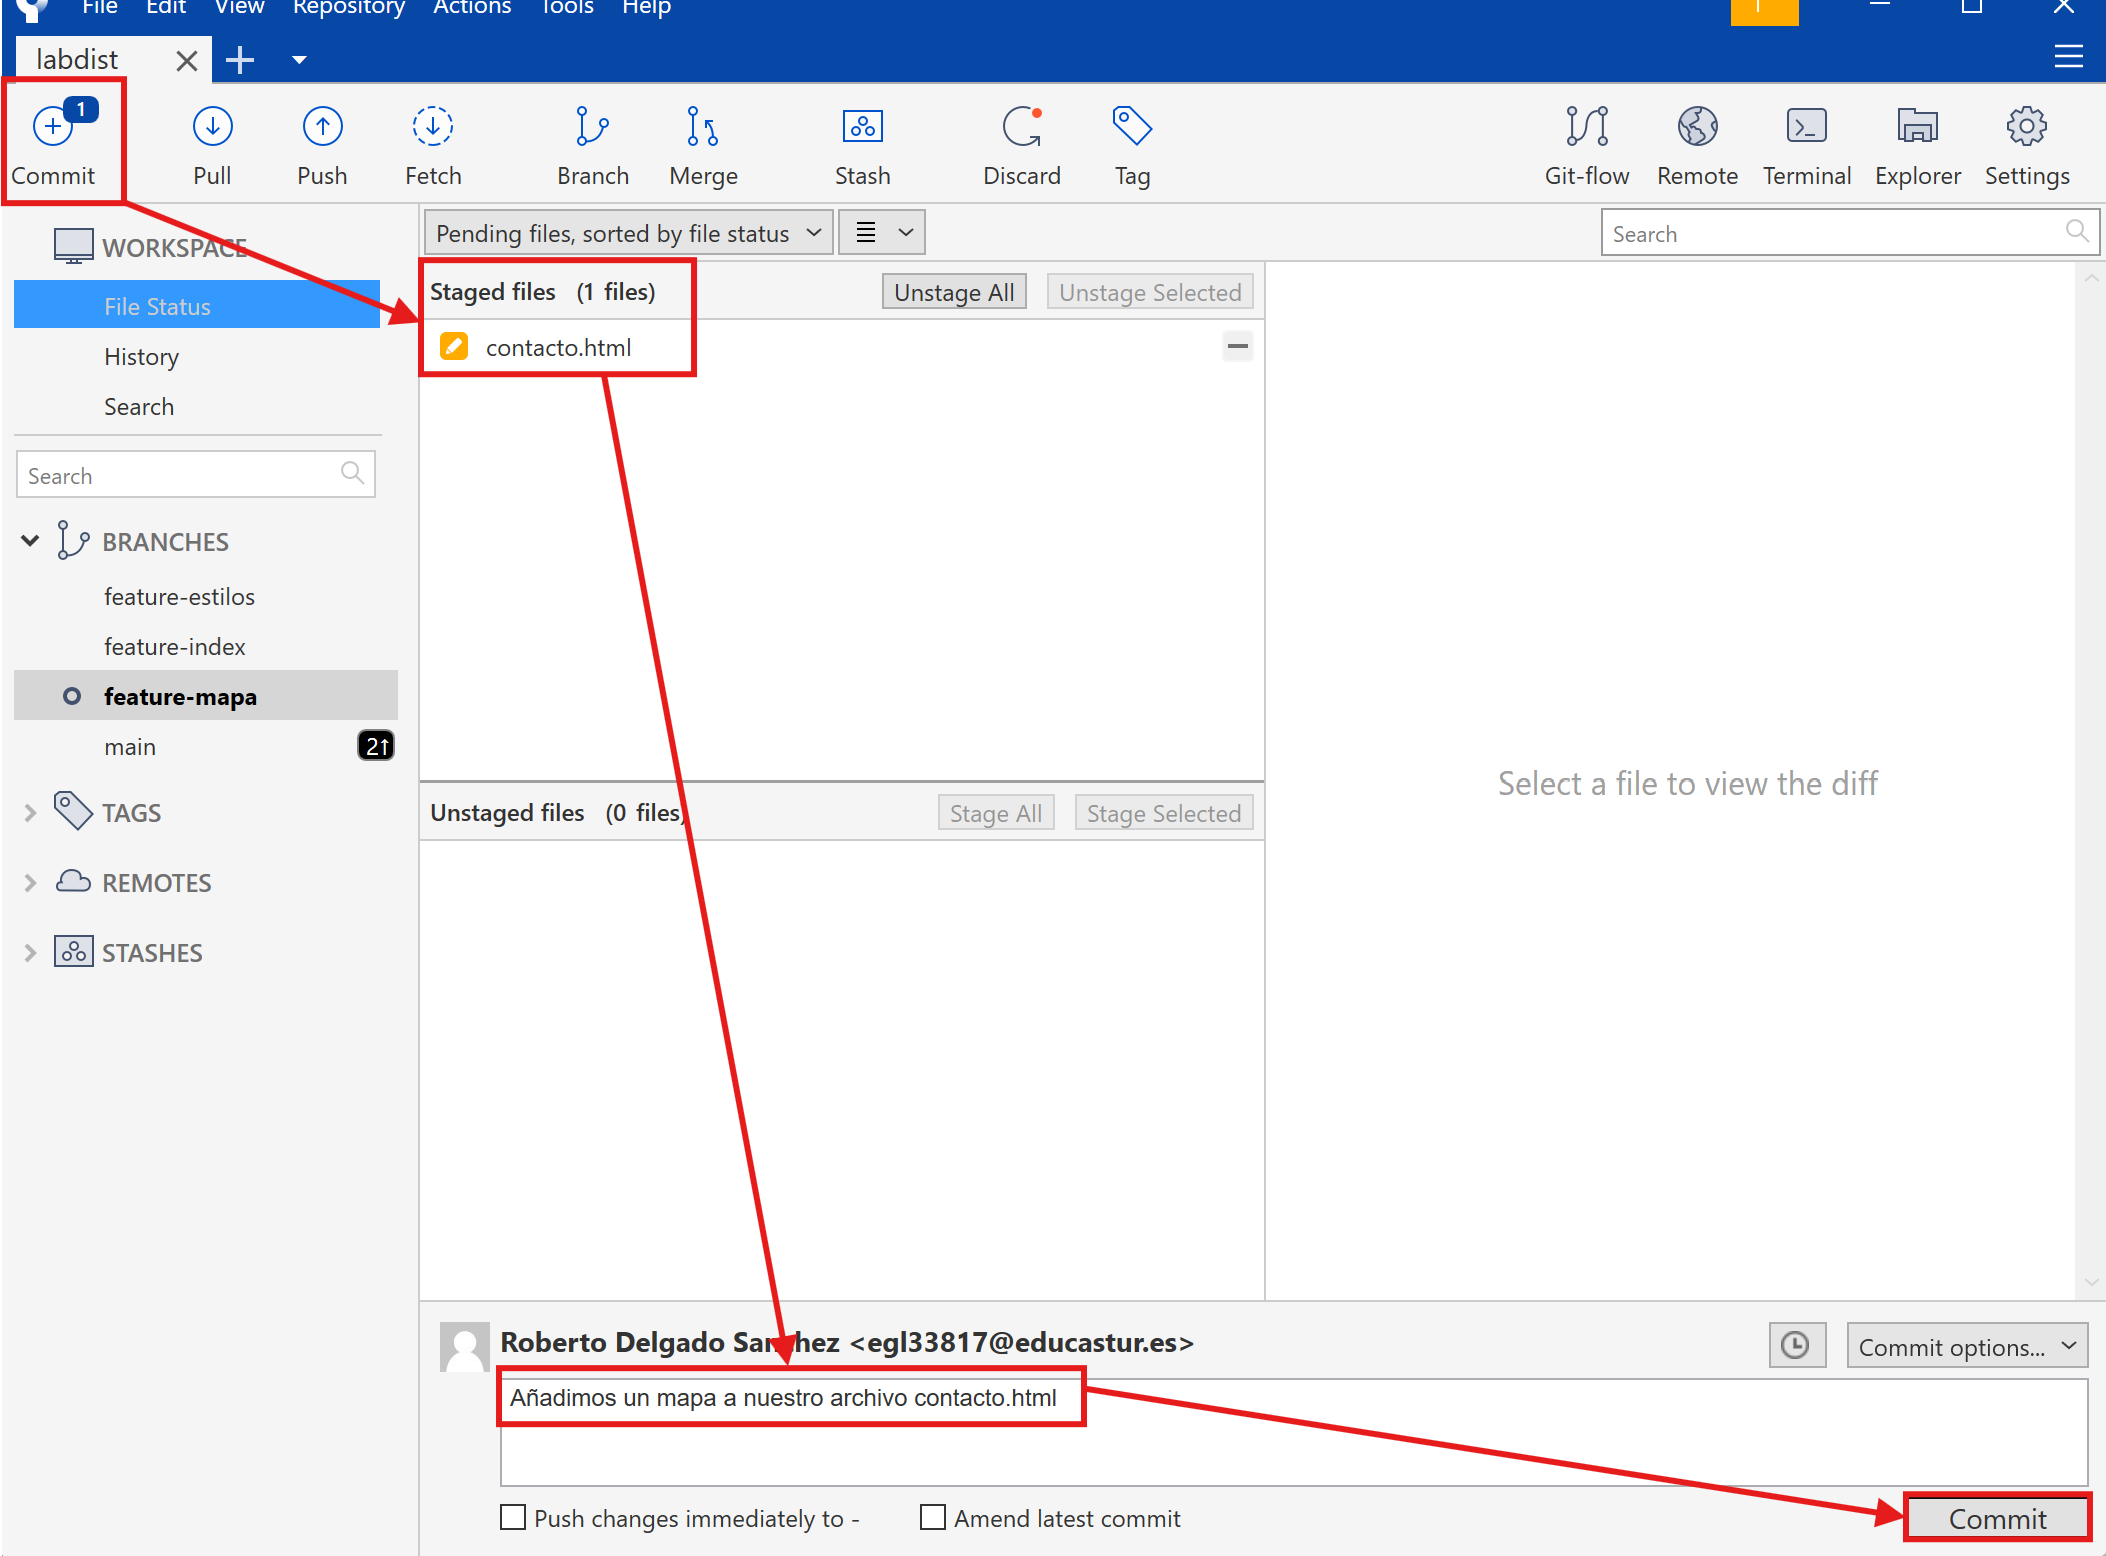 File Edit View Repository Actions Tools Help
labdist
1
Commit Pull Push Fetch Branch Merge Stash Discard Tag Git-flow Remote Terminal Explorer Settings
WORKSPACE
File Status
History
Search
Search
BRANCHES
feature-estilos
feature-index
feature-mapa
main 2↑
TAGS
REMOTES
STASHES
Pending files, sorted by file status
Search
Staged files (1 files) Unstage All Unstage Selected
contacto.html
Unstaged files (0 files) Stage All Stage Selected
Select a file to view the diff
Roberto Delgado Sanchez <egl33817@educastur.es>
Commit options...
Añadimos un mapa a nuestro archivo contacto.html
Push changes immediately to - Amend latest commit
Commit